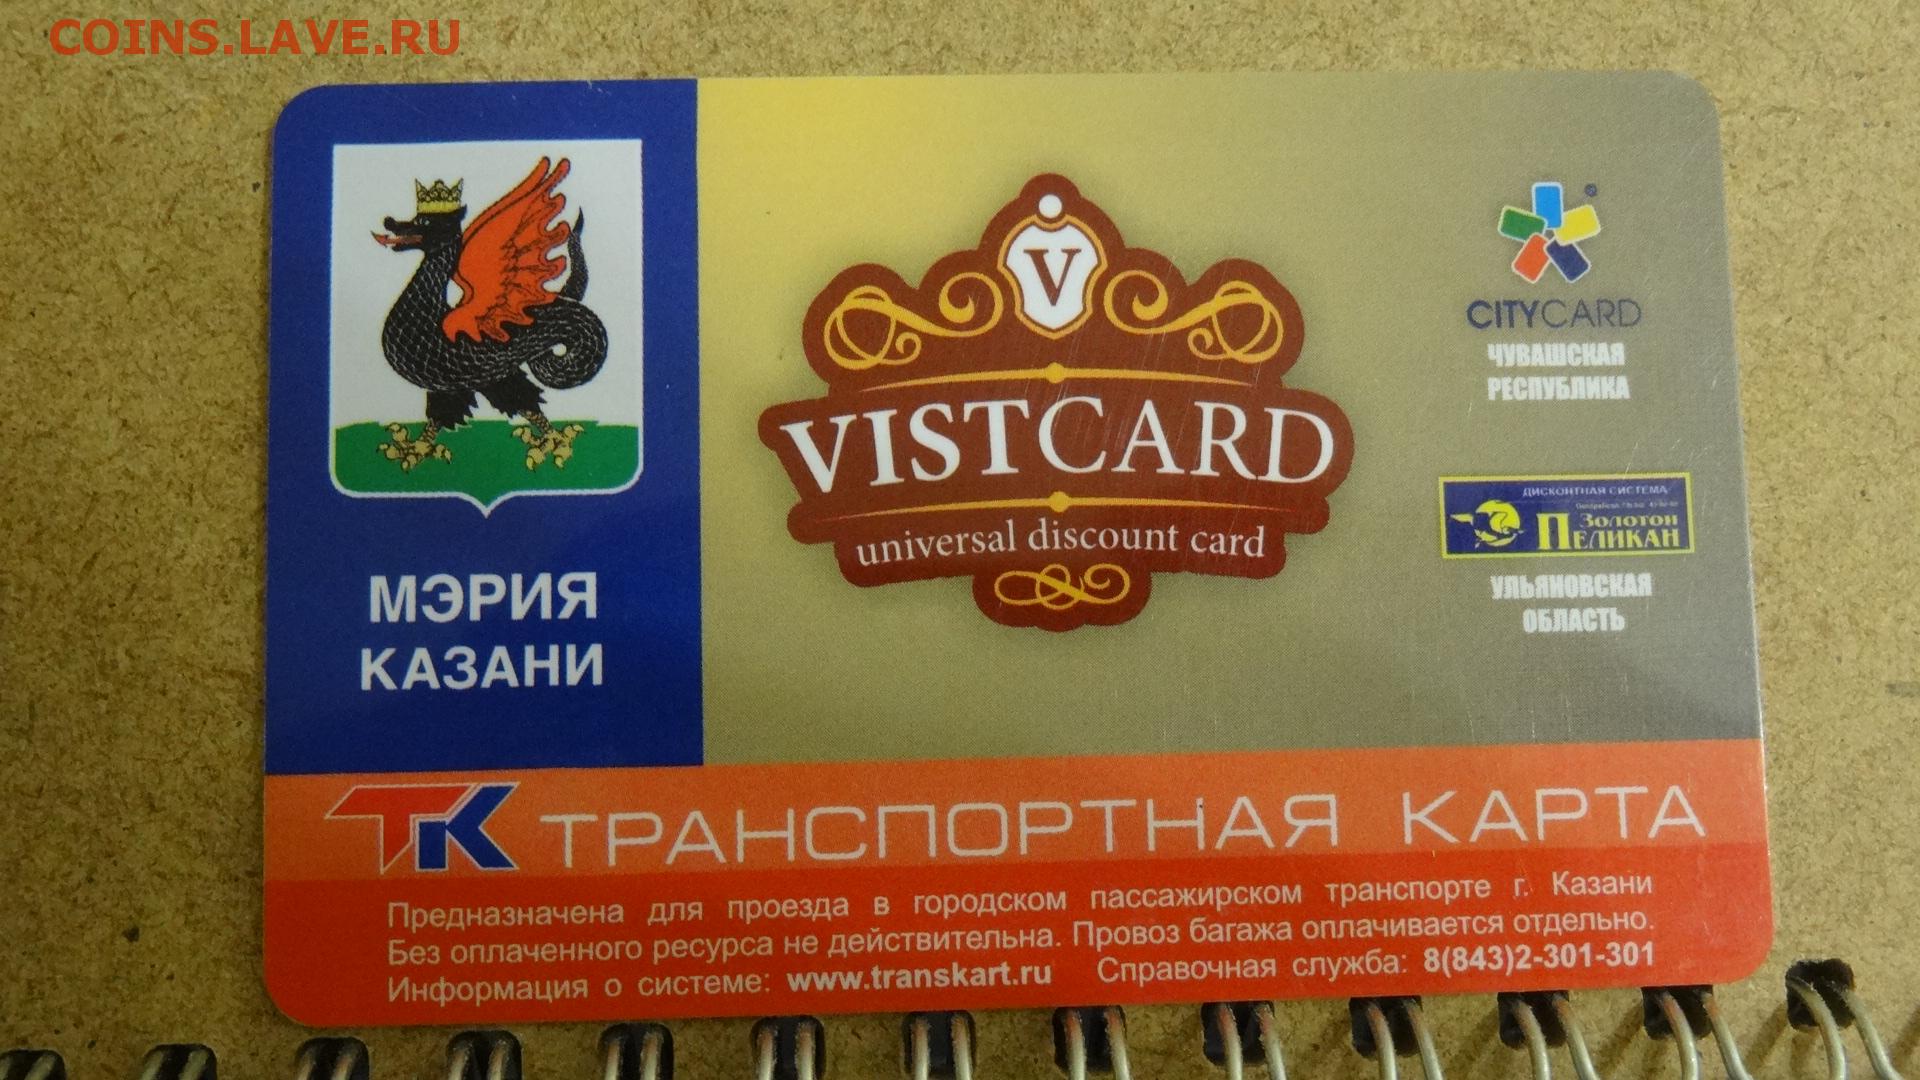 COINS.LAVE.RU
МЭРИЯ
КАЗАНИ
V
VISTCARD
universal discount card
CITYCARD
ЧУВАШСКАЯ
РЕСПУБЛИКА
ДИСКОНТНАЯ СИСТЕМА
ЗОЛОТОЙ
ПЕЛИКАН
УЛЬЯНОВСКАЯ
ОБЛАСТЬ
ТК ТРАНСПОРТНАЯ КАРТА
Предназначена для проезда в городском пассажирском транспорте г. Казани
Без оплаченного ресурса не действительна. Провоз багажа оплачивается отдельно.
Информация о системе: www.transkart.ru Справочная служба: 8(843)2-301-301